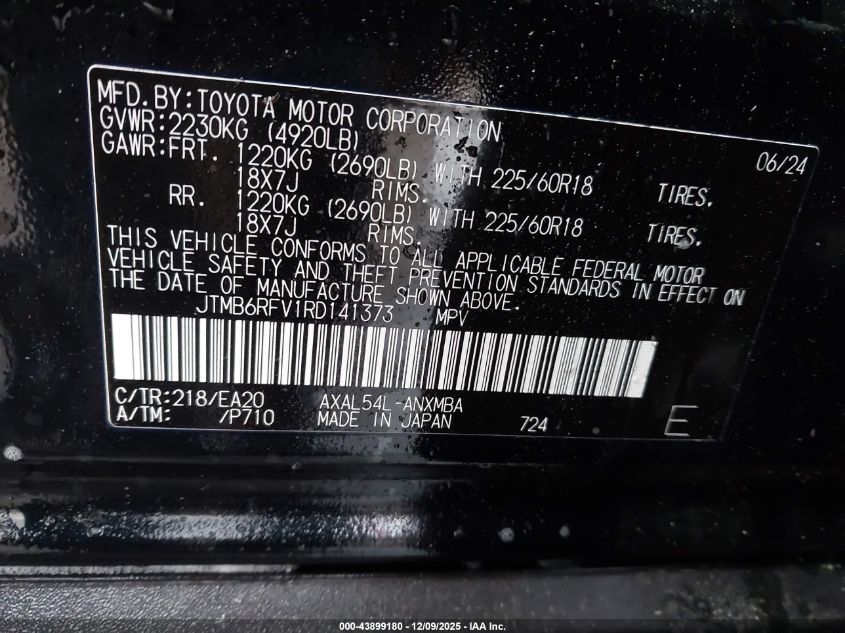 MFD.BY:TOYOTA MOTOR CORPORATION 06/24
GVWR:2230KG (4920LB)
GAWR:FRT. 1220KG (2690LB) WITH 225/60R18 TIRES.
18X7J RIMS.
RR. 1220KG (2690LB) WITH 225/60R18 TIRES.
18X7J RIMS.
THIS VEHICLE CONFORMS TO ALL APPLICABLE FEDERAL MOTOR
VEHICLE SAFETY AND THEFT PREVENTION STANDARDS IN EFFECT ON
THE DATE OF MANUFACTURE SHOWN ABOVE.
JTMB6RFV1RD141373 MPV
C/TR:218/EA20 AXAL54L-ANXMBA
A/TM: /P710 MADE IN JAPAN 724 E
000-43899180 - 12/09/2025 - IAA Inc.